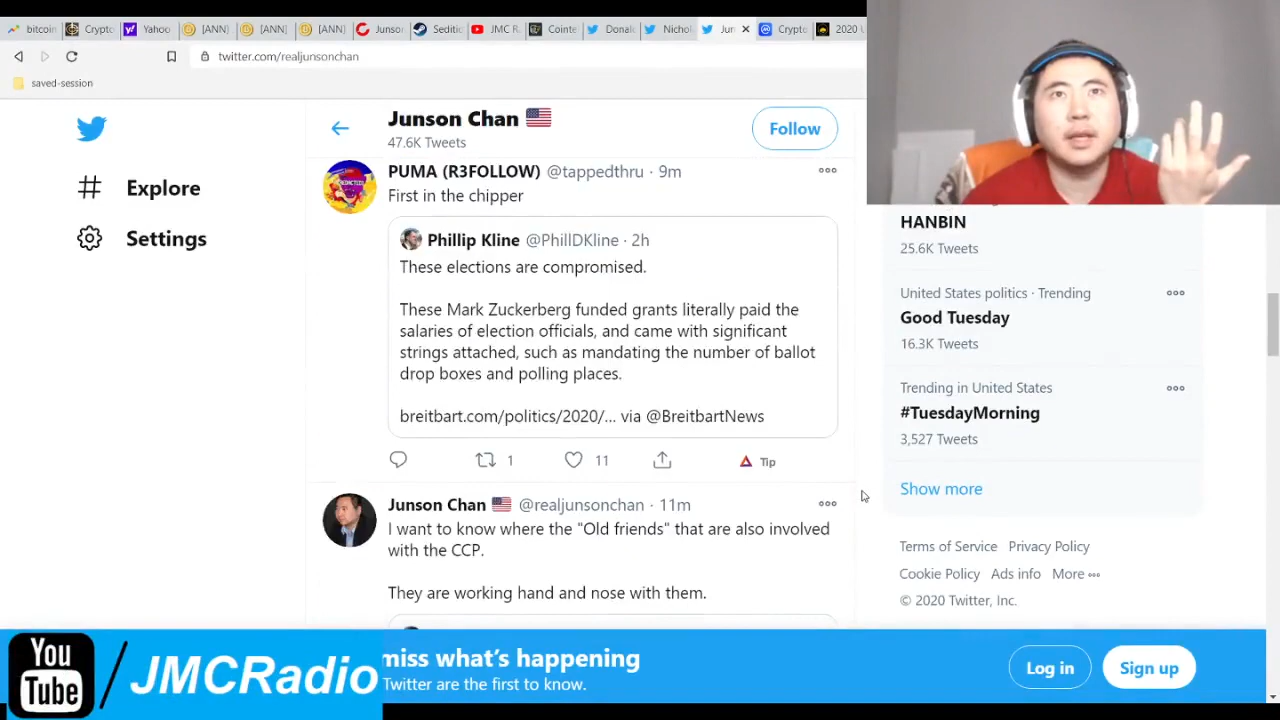 bitcoin
Crypto
Yahoo
[ANN]
[ANN]
[ANN]
Junson
Seditio
JMC R
Cointe
Donal
Nichol
Jun
Crypto
2020 U
twitter.com/realjunsonchan
saved-session
Explore
Settings
Junson Chan
47.6K Tweets
Follow
PUMA (R3FOLLOW) @tappedthru · 9m
First in the chipper
Phillip Kline @PhillDKline · 2h
These elections are compromised.
These Mark Zuckerberg funded grants literally paid the
salaries of election officials, and came with significant
strings attached, such as mandating the number of ballot
drop boxes and polling places.
breitbart.com/politics/2020/... via @BreitbartNews
1
11
Tip
Junson Chan @realjunsonchan · 11m
I want to know where the "Old friends" that are also involved
with the CCP.
They are working hand and nose with them.
HANBIN
25.6K Tweets
United States politics · Trending
Good Tuesday
16.3K Tweets
Trending in United States
#TuesdayMorning
3,527 Tweets
Show more
Terms of Service Privacy Policy
Cookie Policy Ads info More
© 2020 Twitter, Inc.
miss what's happening
Twitter are the first to know.
Log in
Sign up
You
Tube
/JMCRadio